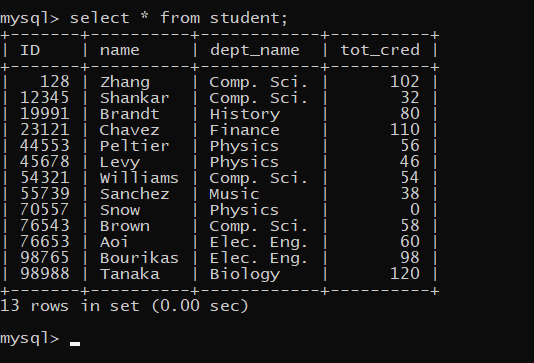 mysql> select * from student;
+-------+----------+------------+----------+
| ID    | name     | dept_name  | tot_cred |
+-------+----------+------------+----------+
|   128 | Zhang    | Comp. Sci. |      102 |
| 12345 | Shankar  | Comp. Sci. |       32 |
| 19991 | Brandt   | History    |       80 |
| 23121 | Chavez   | Finance    |      110 |
| 44553 | Peltier  | Physics    |       56 |
| 45678 | Levy     | Physics    |       46 |
| 54321 | Williams | Comp. Sci. |       54 |
| 55739 | Sanchez  | Music      |       38 |
| 70557 | Snow     | Physics    |        0 |
| 76543 | Brown    | Comp. Sci. |       58 |
| 76653 | Aoi      | Elec. Eng. |       60 |
| 98765 | Bourikas | Elec. Eng. |       98 |
| 98988 | Tanaka   | Biology    |      120 |
+-------+----------+------------+----------+
13 rows in set (0.00 sec)
mysql>